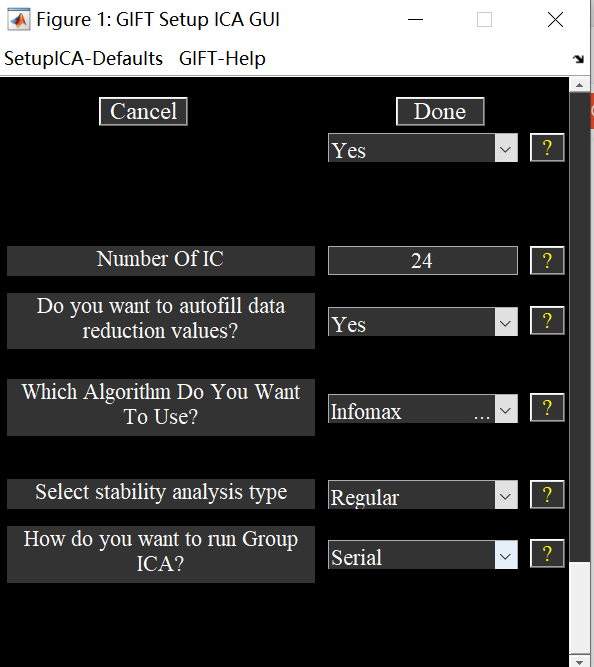 Figure 1: GIFT Setup ICA GUI
SetupICA-Defaults GIFT-Help
Cancel Done
Yes ?
Number Of IC 24 ?
Do you want to autofill data
reduction values? Yes ?
Which Algorithm Do You Want
To Use? Infomax ... ?
Select stability analysis type Regular ?
How do you want to run Group
ICA? Serial ?